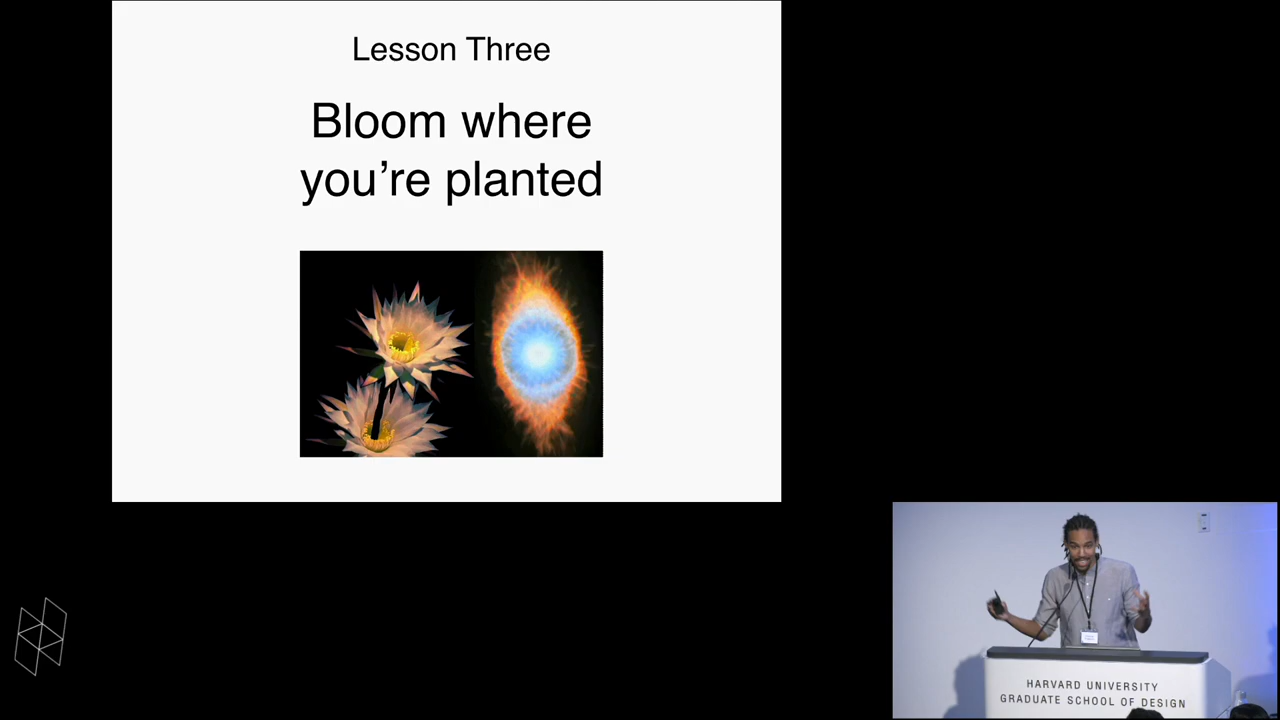 Lesson Three
Bloom where
you're planted
HARVARD UNIVERSITY
GRADUATE SCHOOL OF DESIGN